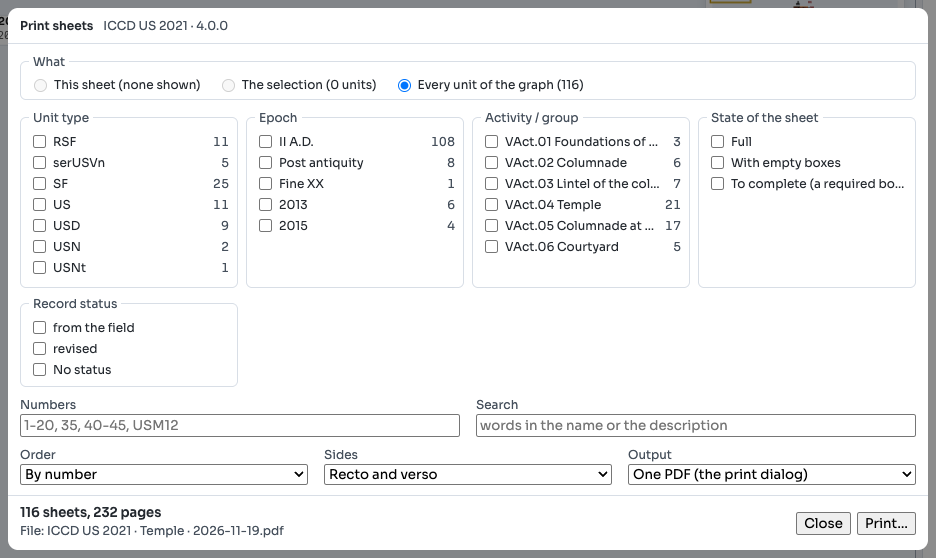 Print sheets ICCD US 2021 · 4.0.0
What
This sheet (none shown) The selection (0 units) Every unit of the graph (116)
Unit type
RSF 11
serUSVn 5
SF 25
US 11
USD 9
USN 2
USNt 1
Epoch
II A.D. 108
Post antiquity 8
Fine XX 1
2013 6
2015 4
Activity / group
VAct.01 Foundations of ... 3
VAct.02 Columnade 6
VAct.03 Lintel of the col... 7
VAct.04 Temple 21
VAct.05 Columnade at ... 17
VAct.06 Courtyard 5
State of the sheet
Full
With empty boxes
To complete (a required bo...
Record status
from the field
revised
No status
Numbers
1-20, 35, 40-45, USM12
Search
words in the name or the description
Order
By number
Sides
Recto and verso
Output
One PDF (the print dialog)
116 sheets, 232 pages
File: ICCD US 2021 · Temple · 2026-11-19.pdf
Close Print...